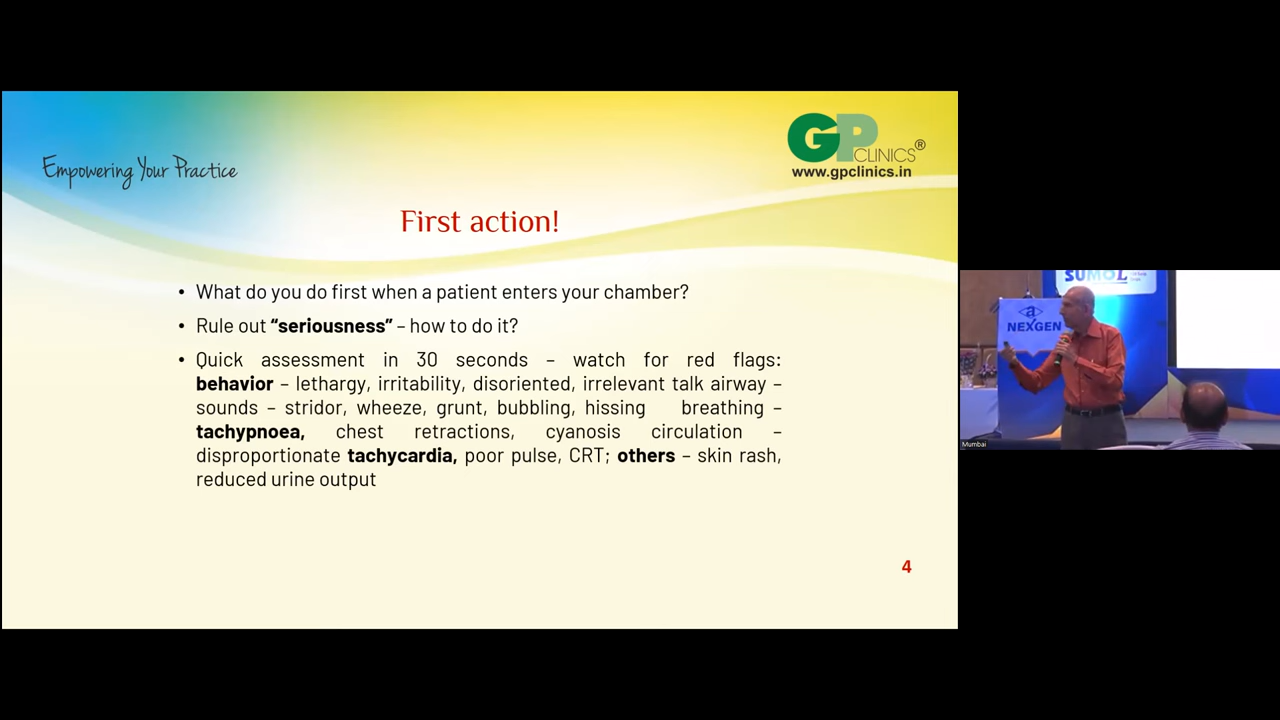 Empowering Your Practice
GP
CLINICS®
www.gpclinics.in
First action!
• What do you do first when a patient enters your chamber?
• Rule out “seriousness” – how to do it?
• Quick assessment in 30 seconds – watch for red flags:
behavior – lethargy, irritability, disoriented, irrelevant talk airway –
sounds – stridor, wheeze, grunt, bubbling, hissing breathing –
tachypnoea, chest retractions, cyanosis circulation –
disproportionate tachycardia, poor pulse, CRT; others – skin rash,
reduced urine output
4
SUMOL
a
NEXGEN
Mumbai